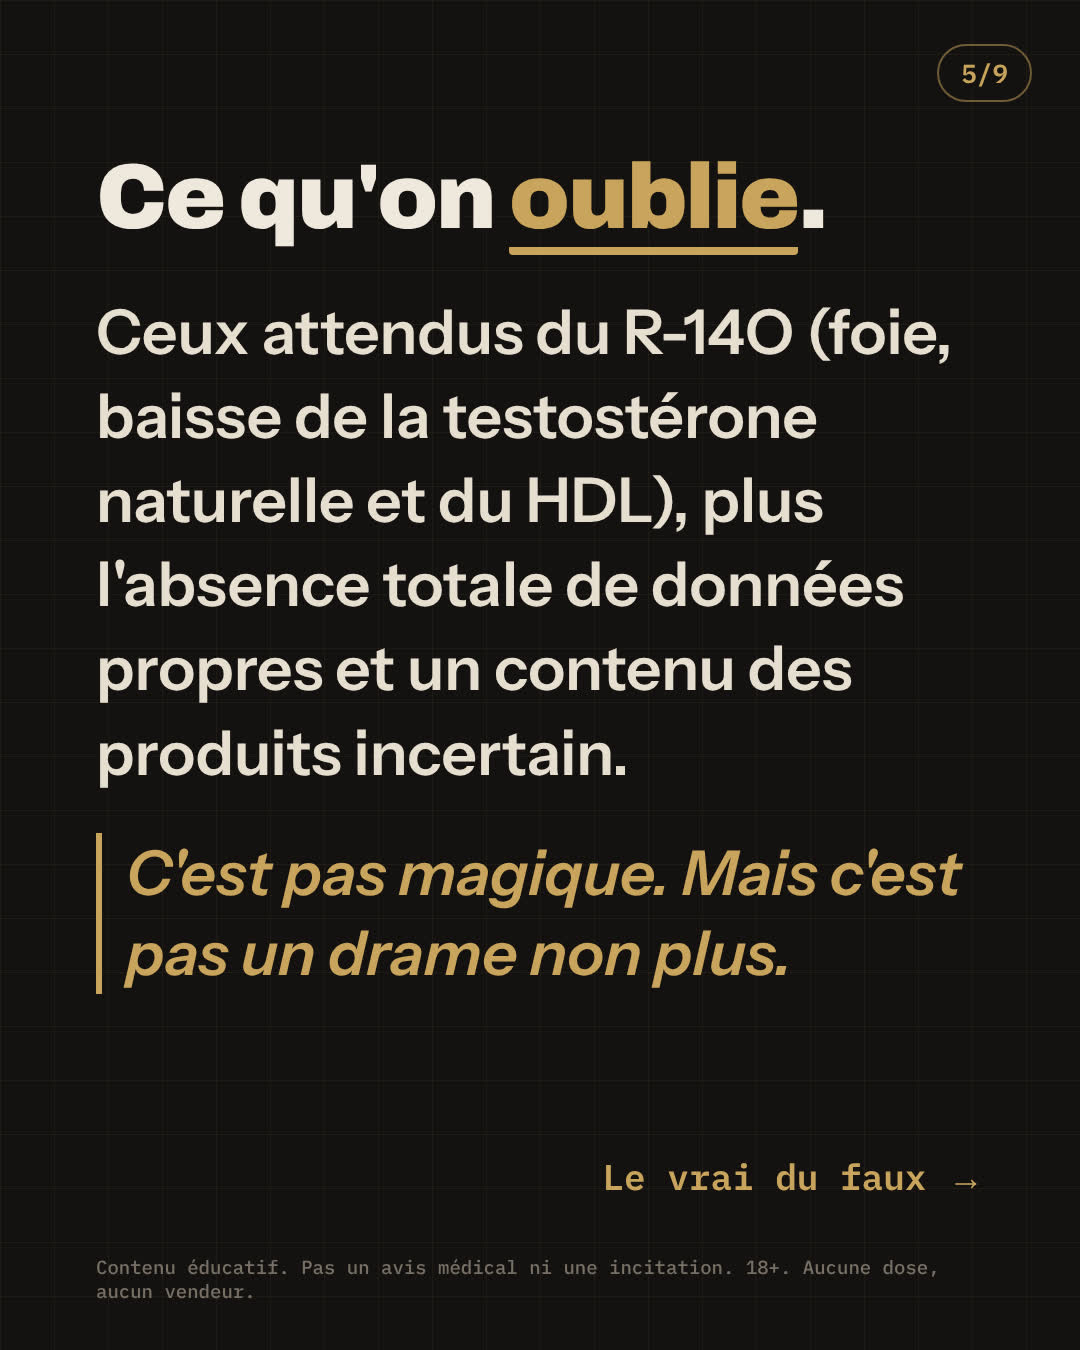 5/9
Ce qu'on oublie.
Ceux attendus du R-140 (foie,
baisse de la testostérone
naturelle et du HDL), plus
l'absence totale de données
propres et un contenu des
produits incertain.
C'est pas magique. Mais c'est
pas un drame non plus.
Le vrai du faux →
Contenu éducatif. Pas un avis médical ni une incitation. 18+. Aucune dose,
aucun vendeur.